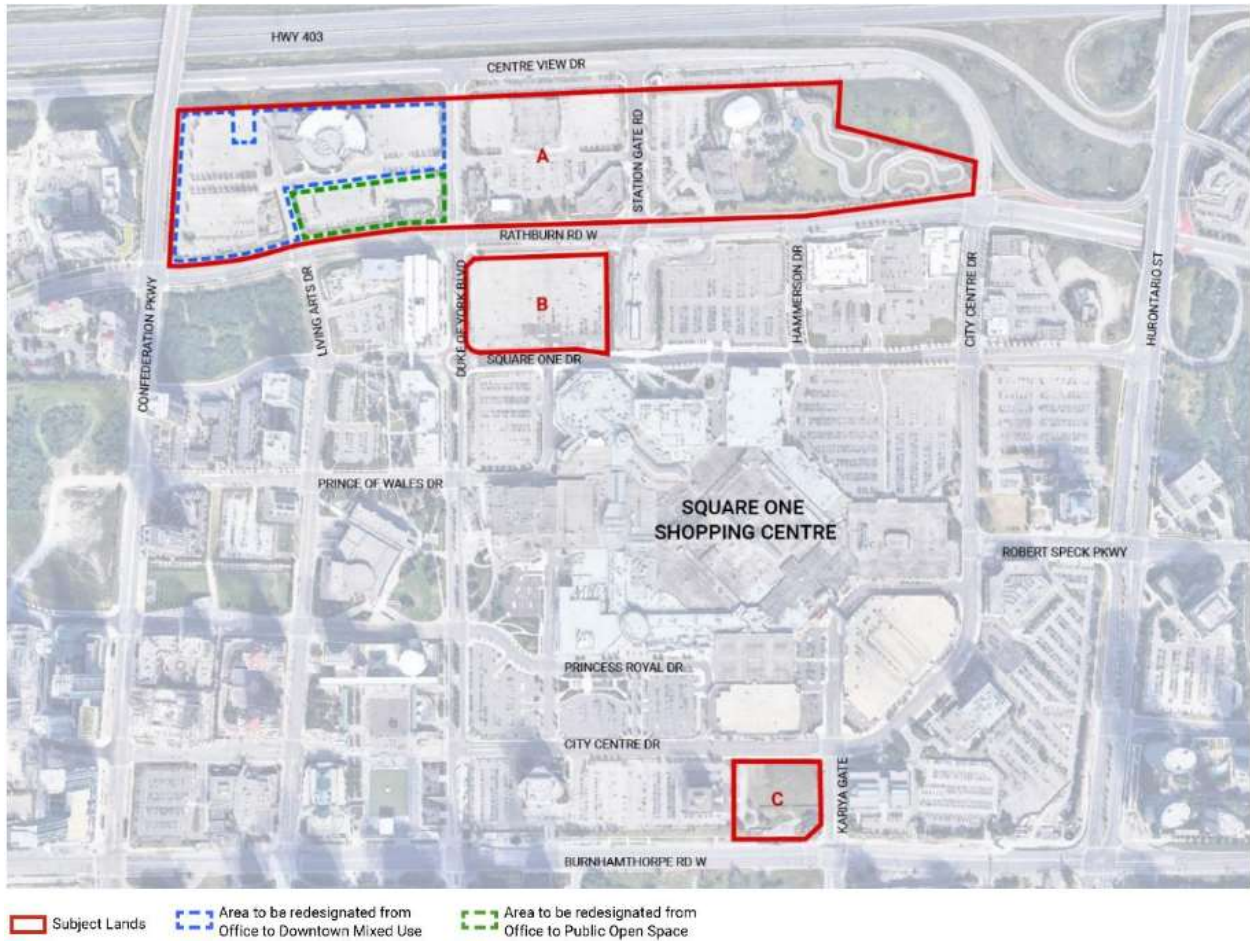 HWY 403
CENTRE VIEW DR
STATION GATE RD
A
RATHBURN RD W
CONFEDERATION PKWY
LIVING ARTS DR
DUKE OF YORK BLVD
B
HAMMERSON DR
CITY CENTRE DR
HURONTARIO ST
SQUARE ONE DR
PRINCE OF WALES DR
SQUARE ONE
SHOPPING CENTRE
ROBERT SPECK PKWY
PRINCESS ROYAL DR
CITY CENTRE DR
C
KARIYA GATE
BURNHAMTHORPE RD W
Subject Lands
Area to be redesignated from
Office to Downtown Mixed Use
Area to be redesignated from
Office to Public Open Space